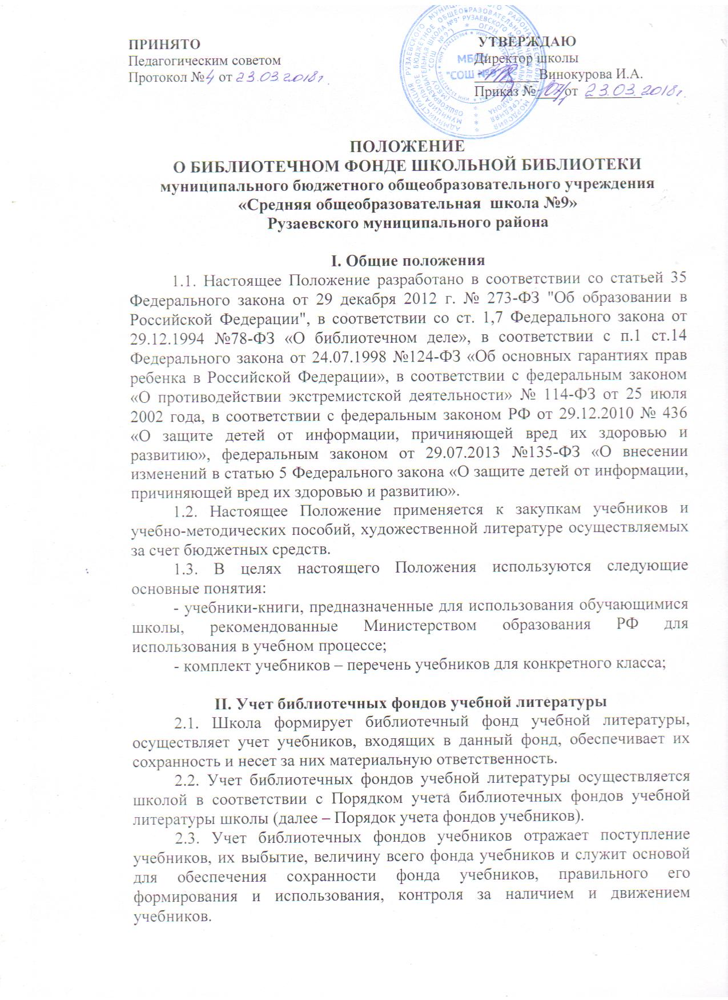 ПРИНЯТО
Педагогическим советом
Протокол №4 от 23.03.2018г.
УТВЕРЖДАЮ
Директор школы
Винокурова И.А.
Приказ № 107/1 от 23.03.2018г.
МБОУ
"СОШ №9"
ПОЛОЖЕНИЕ
О БИБЛИОТЕЧНОМ ФОНДЕ ШКОЛЬНОЙ БИБЛИОТЕКИ
муниципального бюджетного общеобразовательного учреждения
«Средняя общеобразовательная школа №9»
Рузаевского муниципального района
I. Общие положения
1.1. Настоящее Положение разработано в соответствии со статьей 35
Федерального закона от 29 декабря 2012 г. № 273-ФЗ "Об образовании в
Российской Федерации", в соответствии со ст. 1,7 Федерального закона от
29.12.1994 №78-ФЗ «О библиотечном деле», в соответствии с п.1 ст.14
Федерального закона от 24.07.1998 №124-ФЗ «Об основных гарантиях прав
ребенка в Российской Федерации», в соответствии с федеральным законом
«О противодействии экстремистской деятельности» № 114-ФЗ от 25 июля
2002 года, в соответствии с федеральным законом РФ от 29.12.2010 № 436
«О защите детей от информации, причиняющей вред их здоровью и
развитию», федеральным законом от 29.07.2013 №135-ФЗ «О внесении
изменений в статью 5 Федерального закона «О защите детей от информации,
причиняющей вред их здоровью и развитию».
1.2. Настоящее Положение применяется к закупкам учебников и
учебно-методических пособий, художественной литературе осуществляемых
за счет бюджетных средств.
1.3. В целях настоящего Положения используются следующие
основные понятия:
- учебники-книги, предназначенные для использования обучающимися
школы, рекомендованные Министерством образования РФ для
использования в учебном процессе;
- комплект учебников – перечень учебников для конкретного класса;
II. Учет библиотечных фондов учебной литературы
2.1. Школа формирует библиотечный фонд учебной литературы,
осуществляет учет учебников, входящих в данный фонд, обеспечивает их
сохранность и несет за них материальную ответственность.
2.2. Учет библиотечных фондов учебной литературы осуществляется
школой в соответствии с Порядком учета библиотечных фондов учебной
литературы школы (далее – Порядок учета фондов учебников).
2.3. Учет библиотечных фондов учебников отражает поступление
учебников, их выбытие, величину всего фонда учебников и служит основой
для обеспечения сохранности фонда учебников, правильного его
формирования и использования, контроля за наличием и движением
учебников.